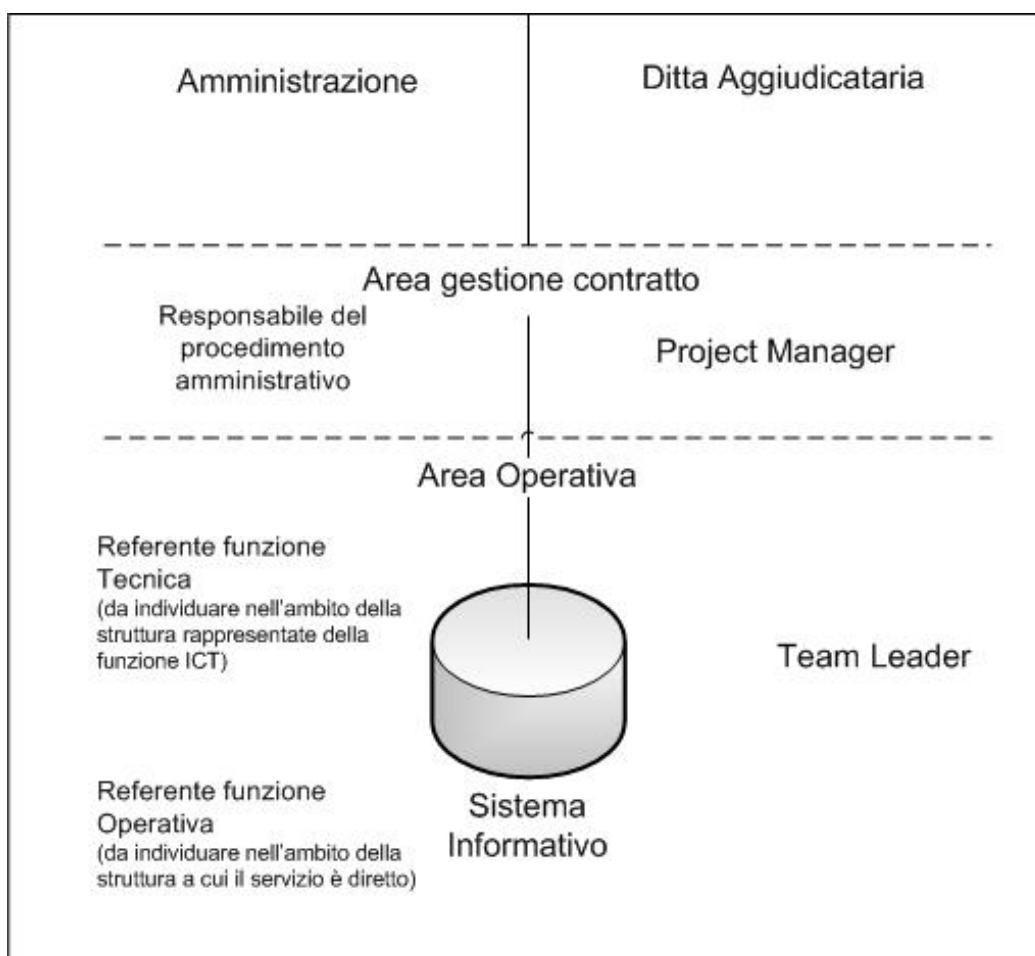 Amministrazione
Ditta Aggiudicataria
Area gestione contratto
Responsabile del
procedimento
amministrativo
Project Manager
Area Operativa
Referente funzione
Tecnica
(da individuare nell'ambito della
struttura rappresentate della
funzione ICT)
Team Leader
Referente funzione
Operativa
(da individuare nell'ambito della
struttura a cui il servizio è diretto)
Sistema
Informativo